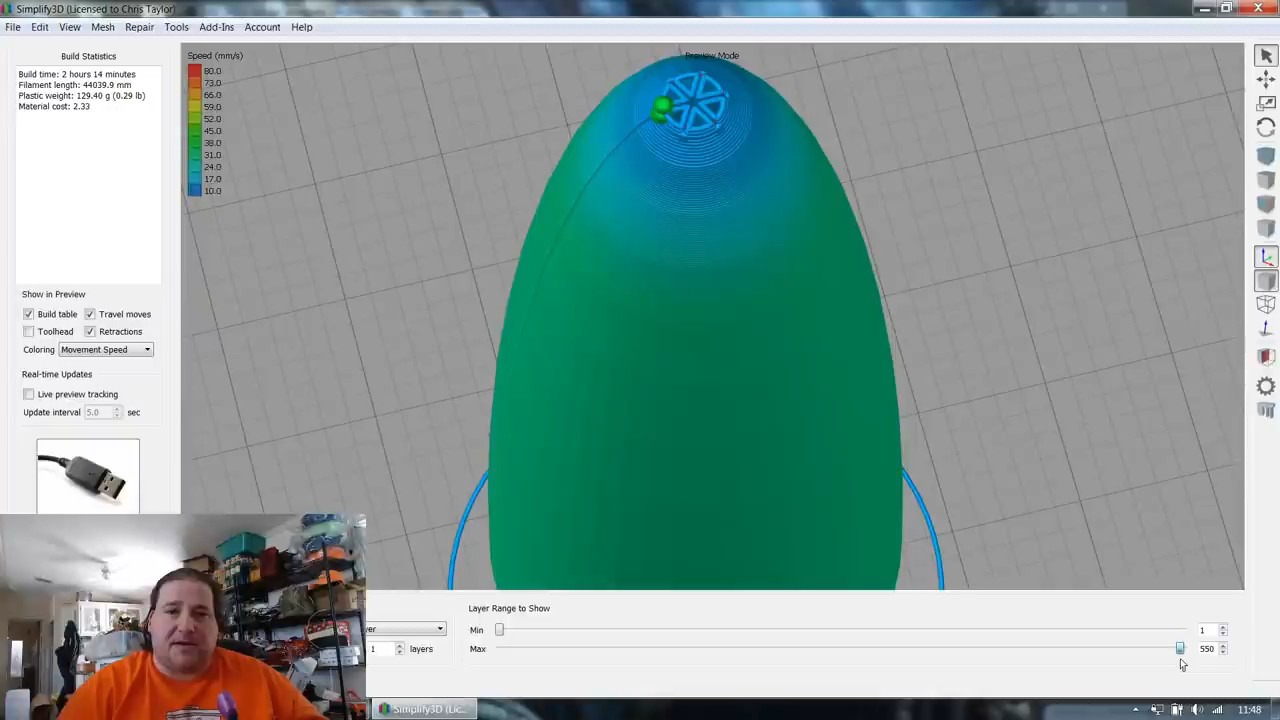 Simplify3D (Licensed to Chris Taylor)
File Edit View Mesh Repair Tools Add-Ins Account Help
Build Statistics
Build time: 2 hours 14 minutes
Filament length: 44039.9 mm
Plastic weight: 129.40 g (0.29 lb)
Material cost: 2.33
Show in Preview
Build table Travel moves
Toolhead Retractions
Coloring Movement Speed
Real-time Updates
Live preview tracking
Update interval 5.0 sec
Speed (mm/s)
80.0
73.0
66.0
59.0
52.0
45.0
38.0
31.0
24.0
17.0
10.0
Preview Mode
1 layers
Layer Range to Show
Min 1
Max 550
Simplify3D (Lic...
11:48